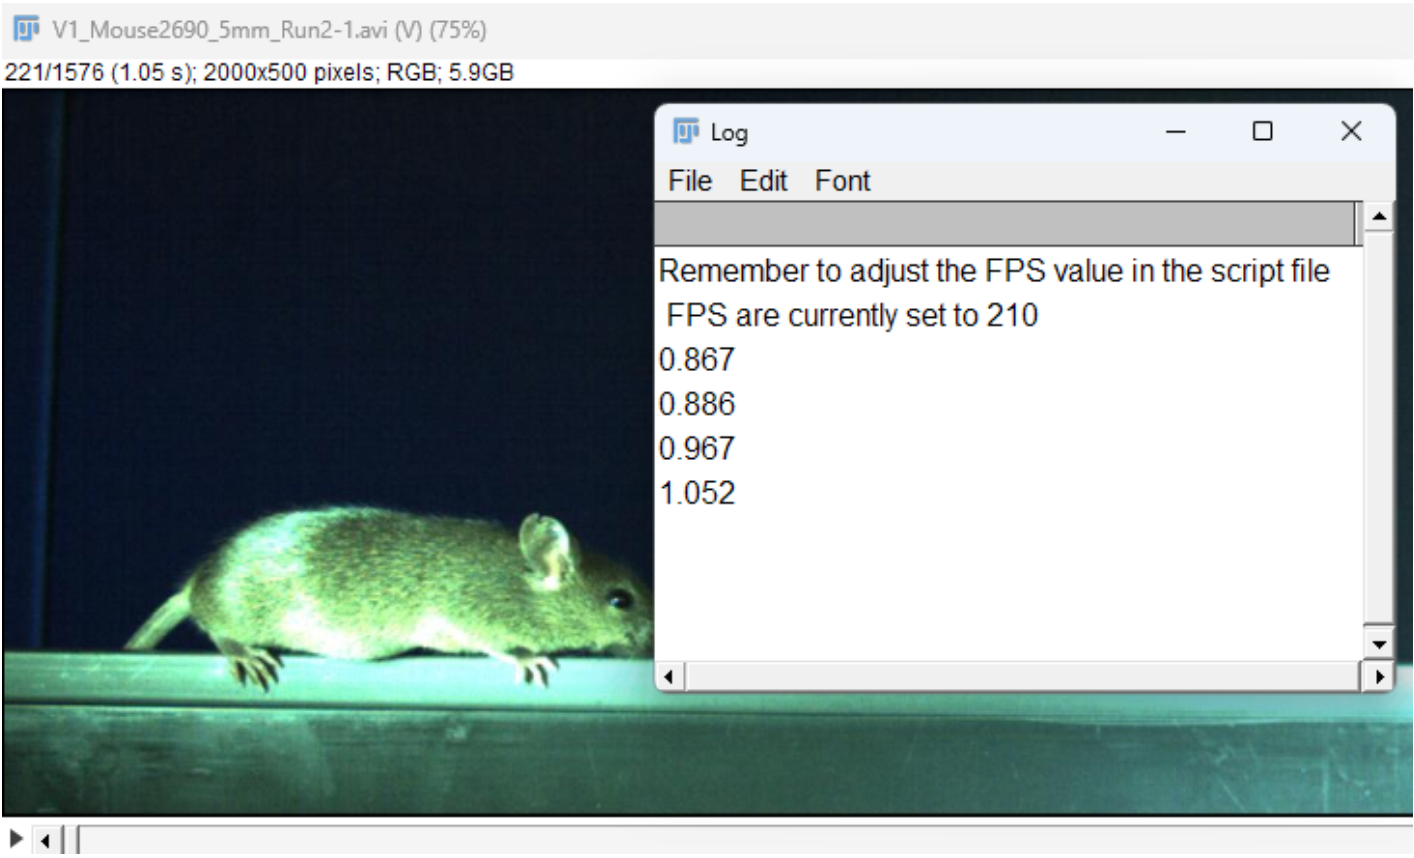 V1_Mouse2690_5mm_Run2-1.avi (V) (75%)
221/1576 (1.05 s); 2000x500 pixels; RGB; 5.9GB
Log
File Edit Font
Remember to adjust the FPS value in the script file
FPS are currently set to 210
0.867
0.886
0.967
1.052